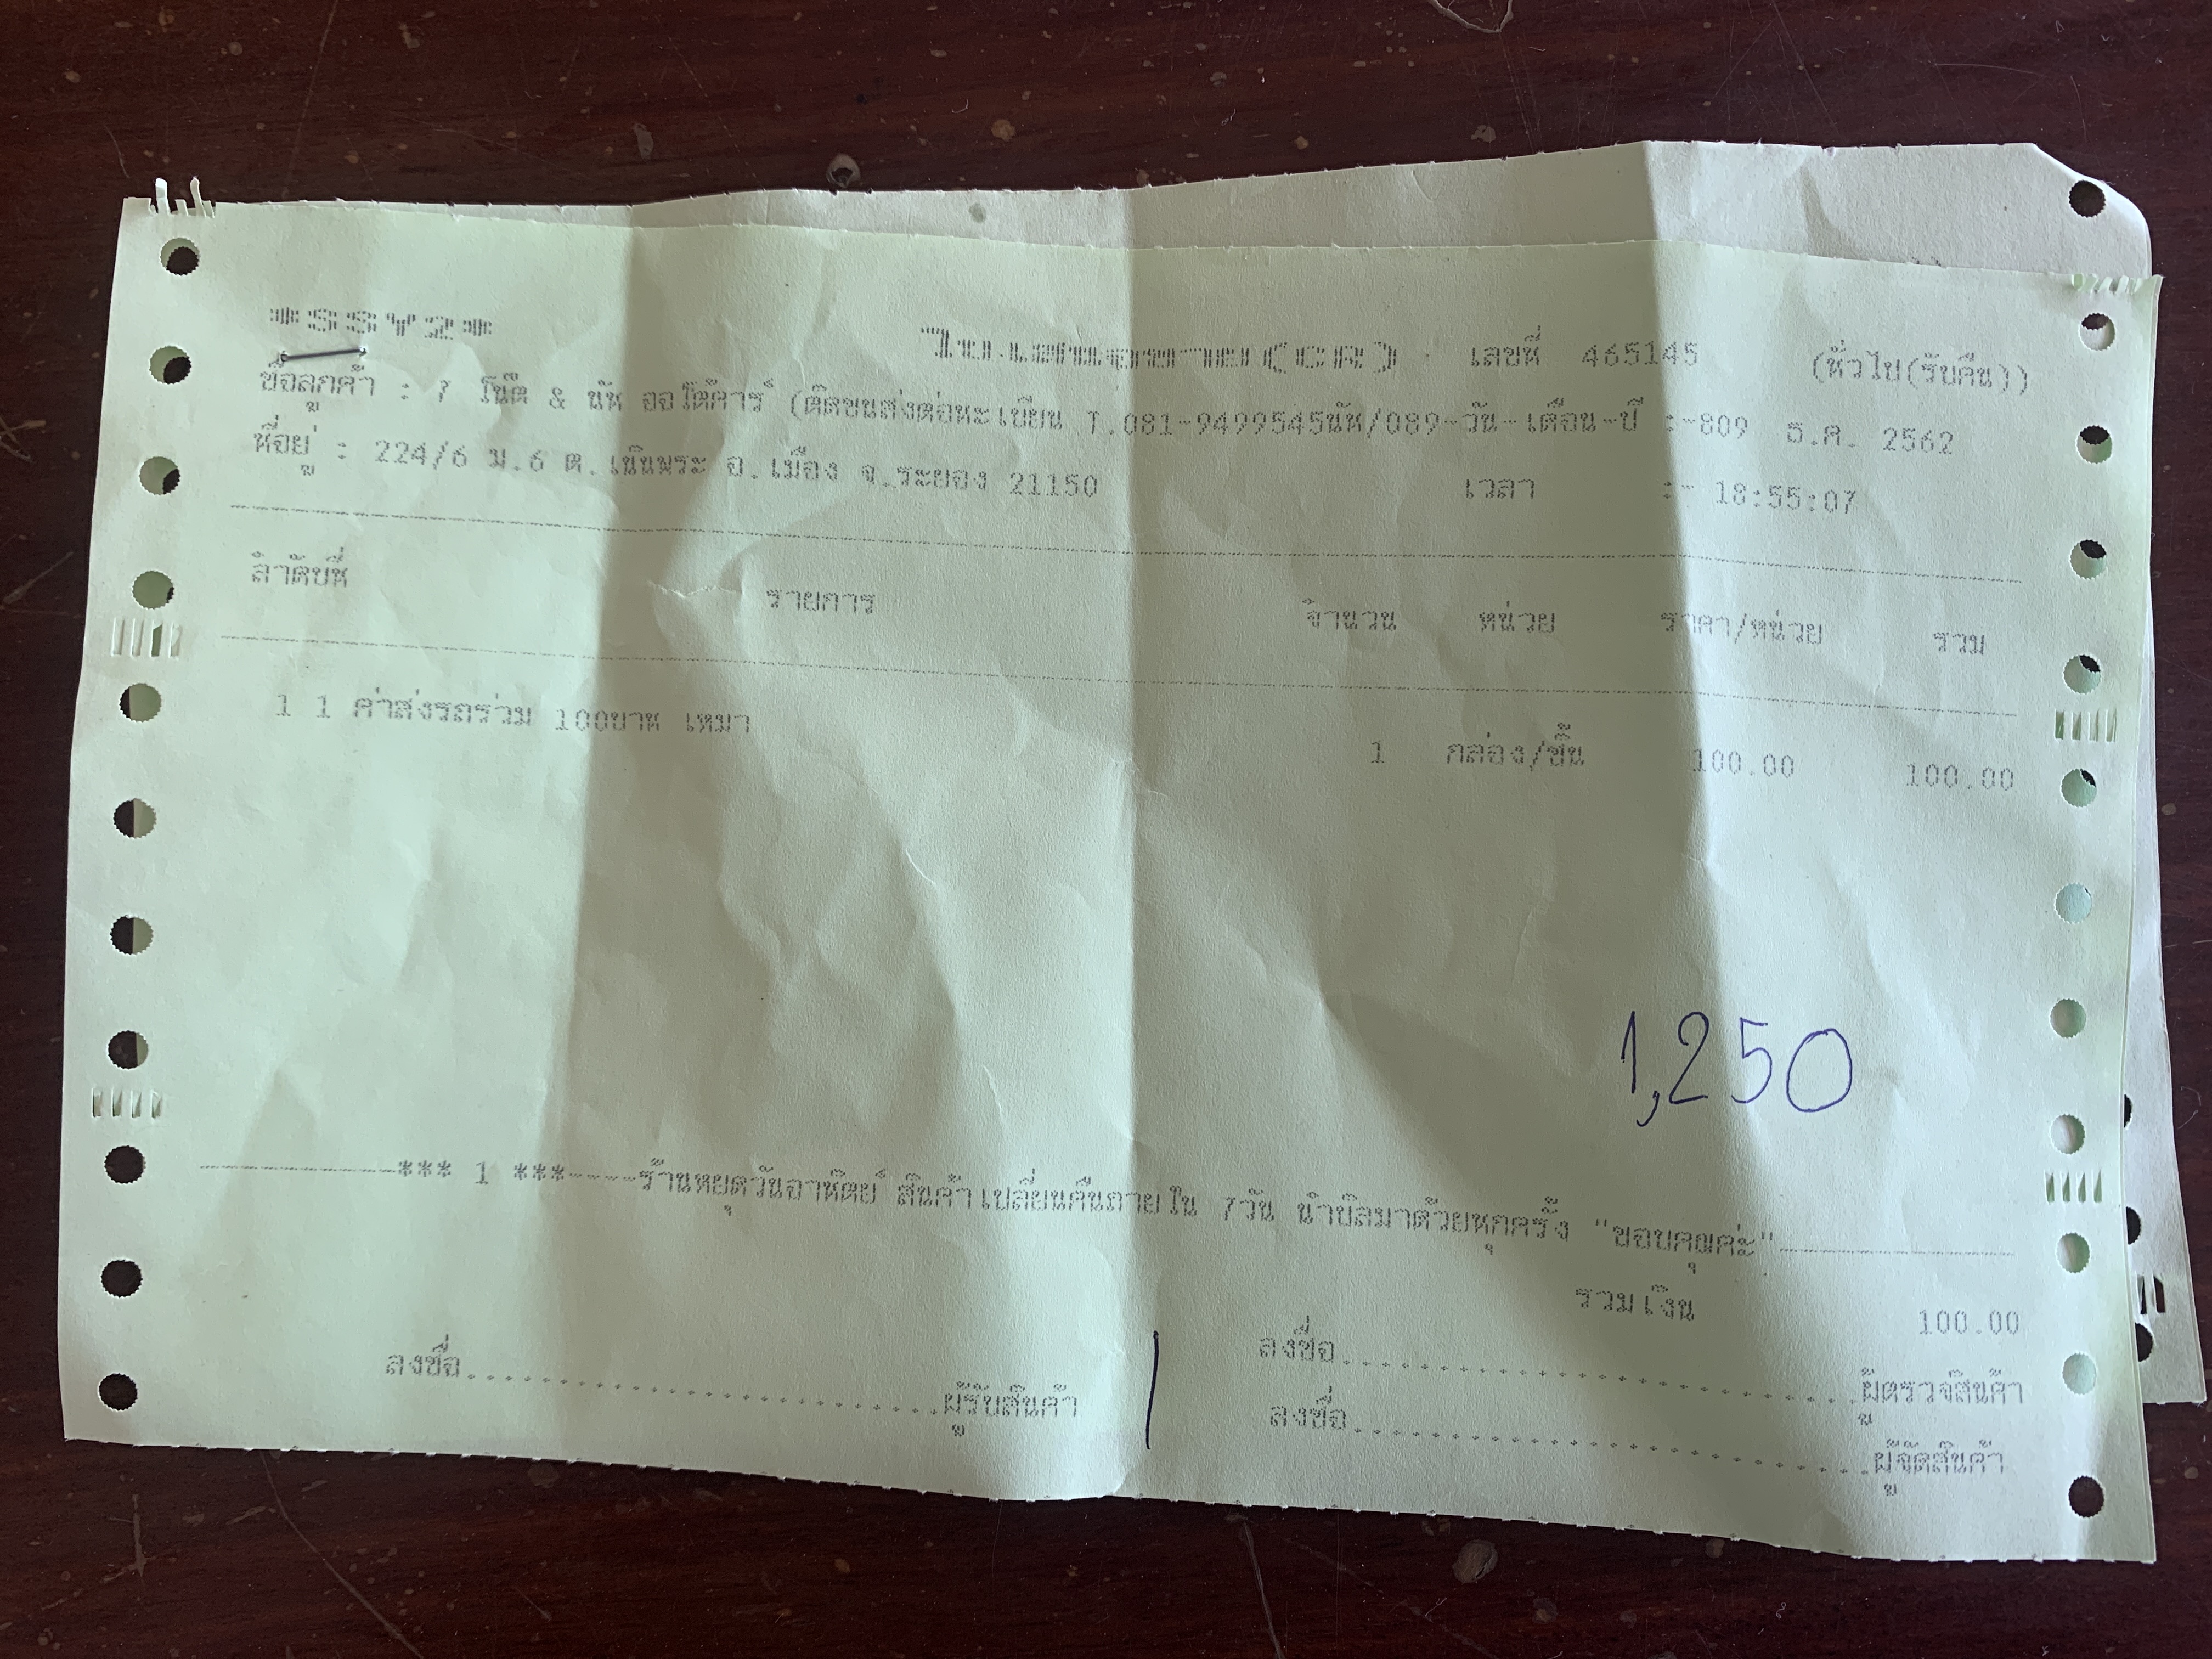 *SSY2*
ใบเสนอขาย(CR) เลขที่ 465145 (ทั่วไป(รับคืน))
ชื่อลูกค้า : 7 โน๊ต & นัท ออโต้คาร์ (ติดขนส่งต่อทะเบียน T.081-9499545นัท/089-วัน-เดือน-ปี :-809 ธ.ค. 2562
ที่อยู่ : 224/6 ม.6 ต.เนินพระ อ.เมือง จ.ระยอง 21150 เวลา :- 18:55:07
ลำดับที่ รายการ จำนวน หน่วย ราคา/หน่วย รวม
1 1 ค่าส่งรถร่วม 100บาท เหมา 1 กล่อง/ชิ้น 100.00 100.00
1,250
*** 1 ***----ร้านหยุดวันอาทิตย์ สินค้าเปลี่ยนคืนภายใน 7วัน นำบิลมาด้วยทุกครั้ง "ขอบคุณค่ะ"
รวมเงิน 100.00
ลงชื่อ....................ผู้รับสินค้า ลงชื่อ....................ผู้ตรวจสินค้า
ลงชื่อ....................ผู้จัดสินค้า